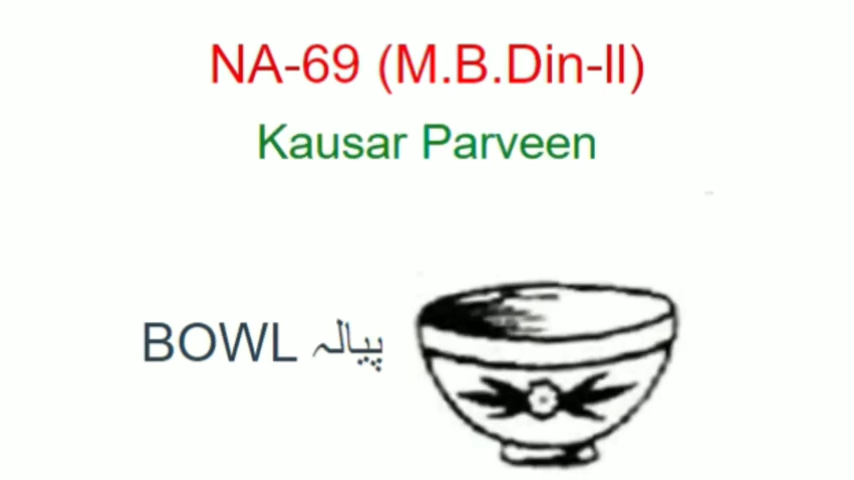 NA-69 (M.B.Din-II)
Kausar Parveen
BOWL پیالہ